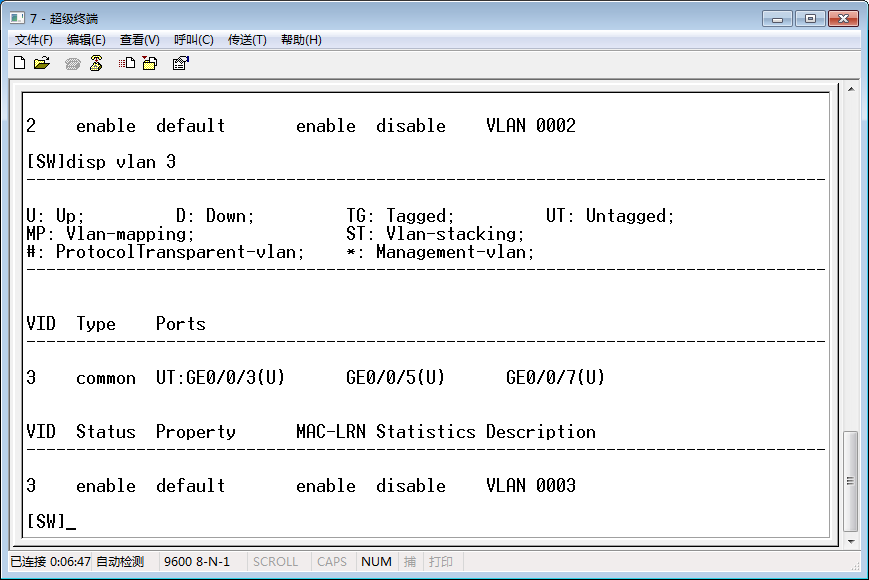 7 - 超级终端
文件(F) 编辑(E) 查看(V) 呼叫(C) 传送(T) 帮助(H)
2    enable  default       enable  disable    VLAN 0002
[SW]disp vlan 3
--------------------------------------------------------------------------------
U: Up;         D: Down;         TG: Tagged;         UT: Untagged;
MP: Vlan-mapping;               ST: Vlan-stacking;
#: ProtocolTransparent-vlan;    *: Management-vlan;
--------------------------------------------------------------------------------
VID  Type    Ports
--------------------------------------------------------------------------------
3    common  UT:GE0/0/3(U)      GE0/0/5(U)      GE0/0/7(U)
VID  Status  Property      MAC-LRN Statistics Description
--------------------------------------------------------------------------------
3    enable  default       enable  disable    VLAN 0003
[SW]_
已连接 0:06:47 自动检测 9600 8-N-1 SCROLL CAPS NUM 捕 打印